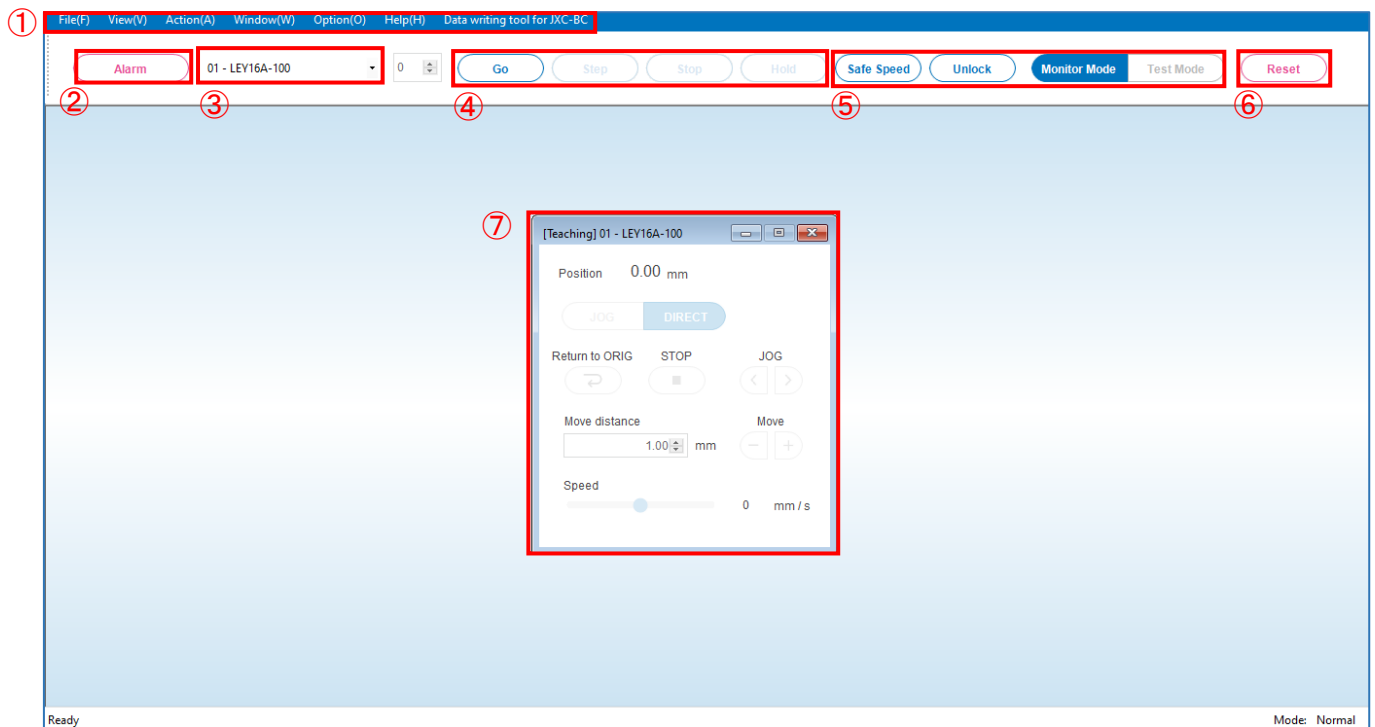 ① File(F) View(V) Action(A) Window(W) Option(O) Help(H) Data writing tool for JXC-BC
Alarm 01 - LEY16A-100 0 Go Step Stop Hold Safe Speed Unlock Monitor Mode Test Mode Reset
② ③ ④ ⑤ ⑥
⑦ [Teaching] 01 - LEY16A-100
Position 0.00 mm
JOG DIRECT
Return to ORIG STOP JOG
Move distance Move
1.00 mm
Speed
0 mm / s
Ready Mode: Normal